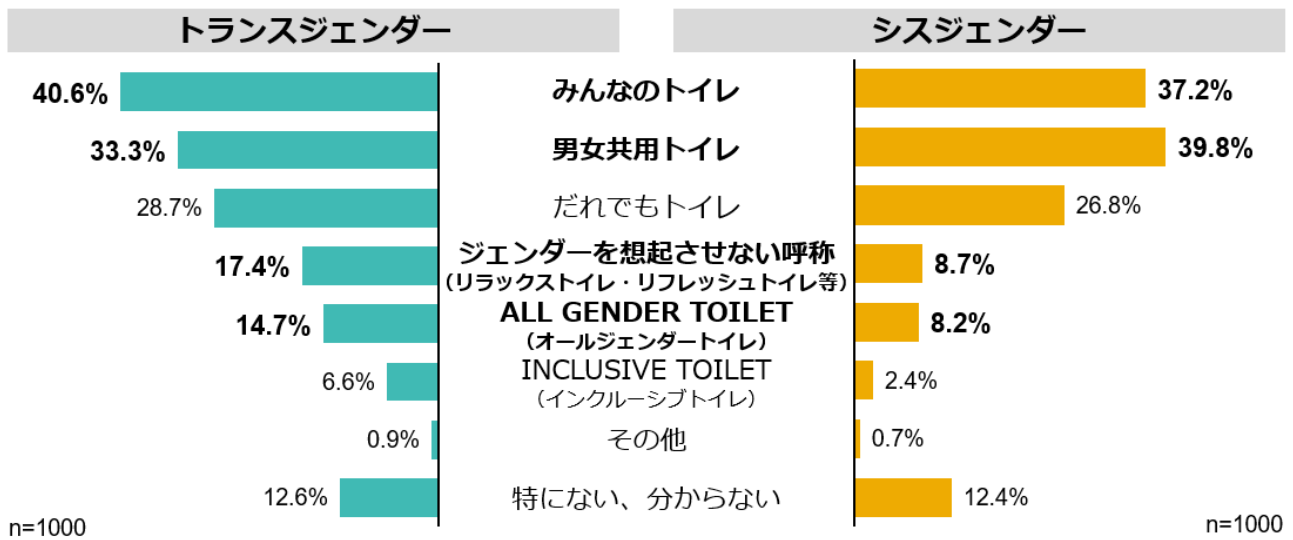 トランスジェンダー
シスジェンダー
40.6%
みんなのトイレ
37.2%
33.3%
男女共用トイレ
39.8%
28.7%
だれでもトイレ
26.8%
17.4%
ジェンダーを想起させない呼称
(リラックストイレ・リフレッシュトイレ等)
8.7%
14.7%
ALL GENDER TOILET
(オールジェンダートイレ)
8.2%
6.6%
INCLUSIVE TOILET
(インクルーシブトイレ)
2.4%
0.9%
その他
0.7%
12.6%
特にない、分からない
12.4%
n=1000
n=1000